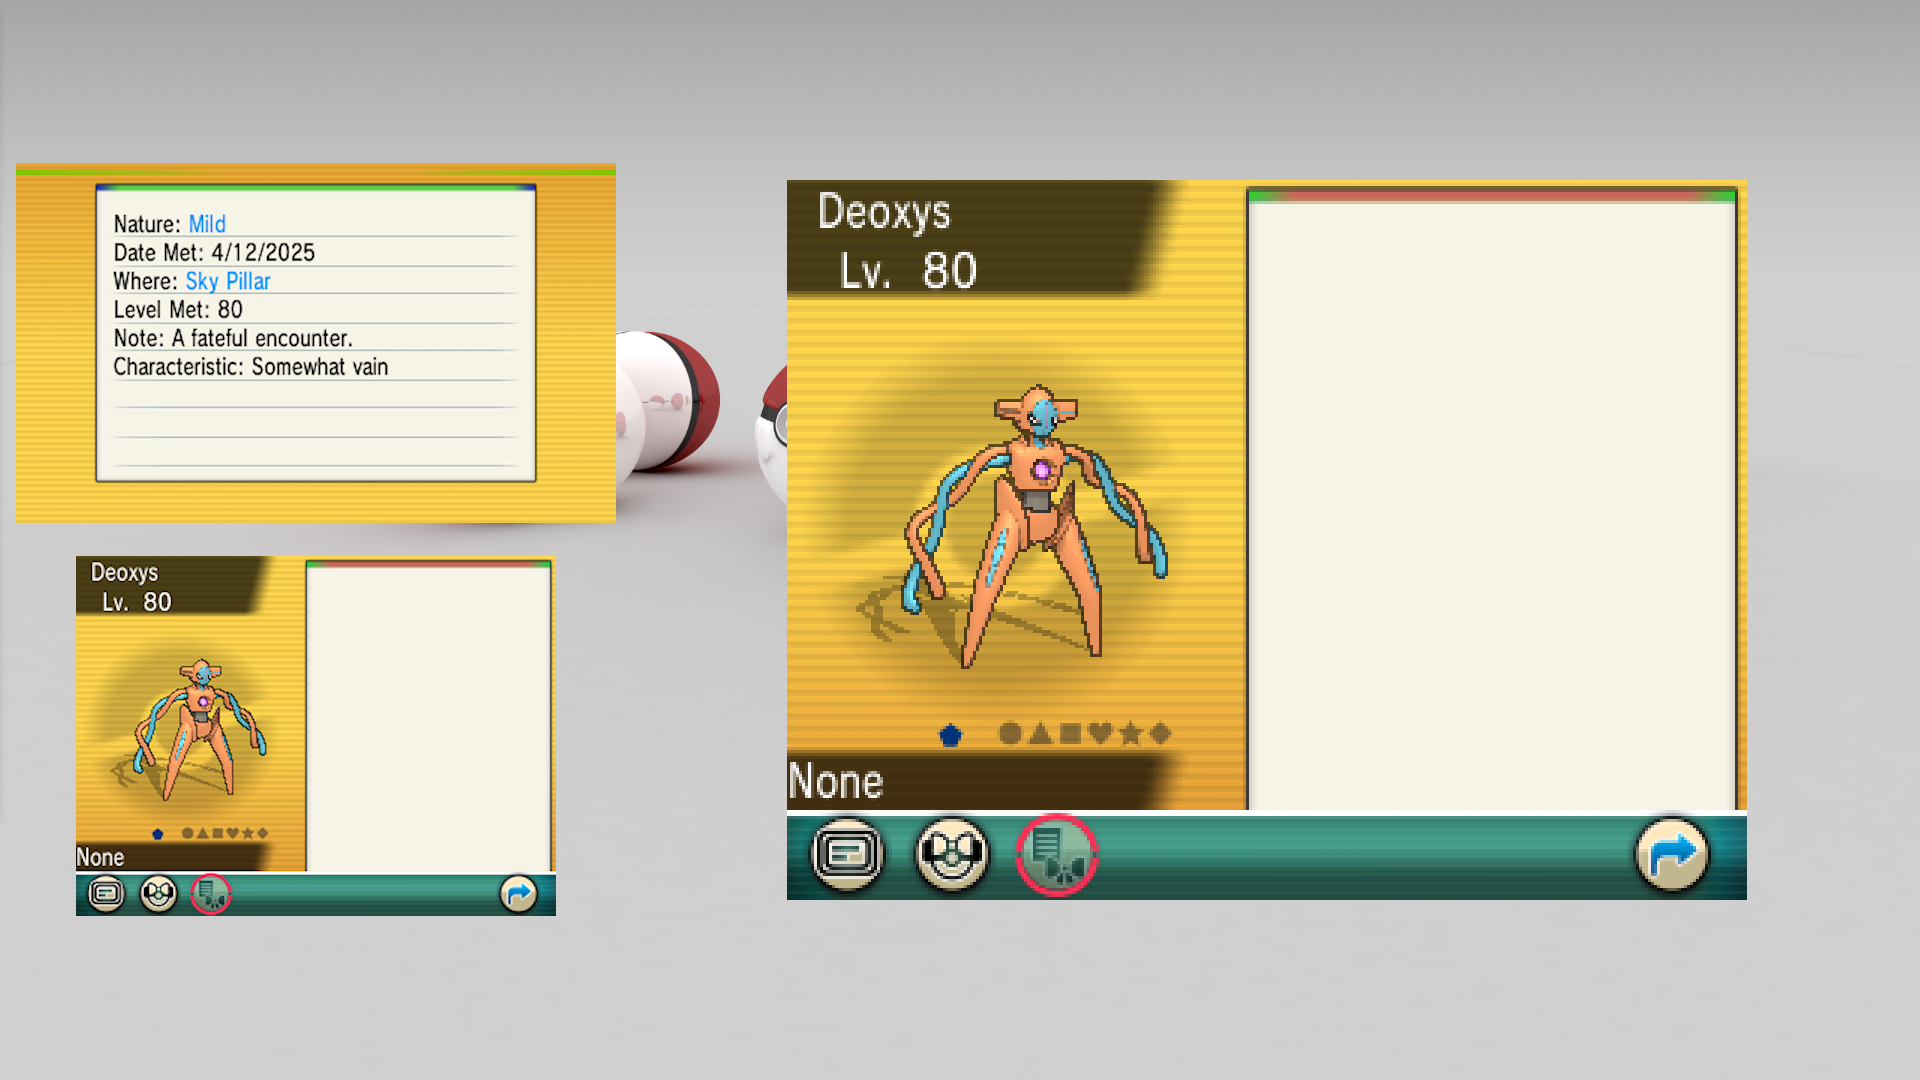 Nature: Mild
Date Met: 4/12/2025
Where: Sky Pillar
Level Met: 80
Note: A fateful encounter.
Characteristic: Somewhat vain
Deoxys
Lv. 80
None
Deoxys
Lv. 80
None